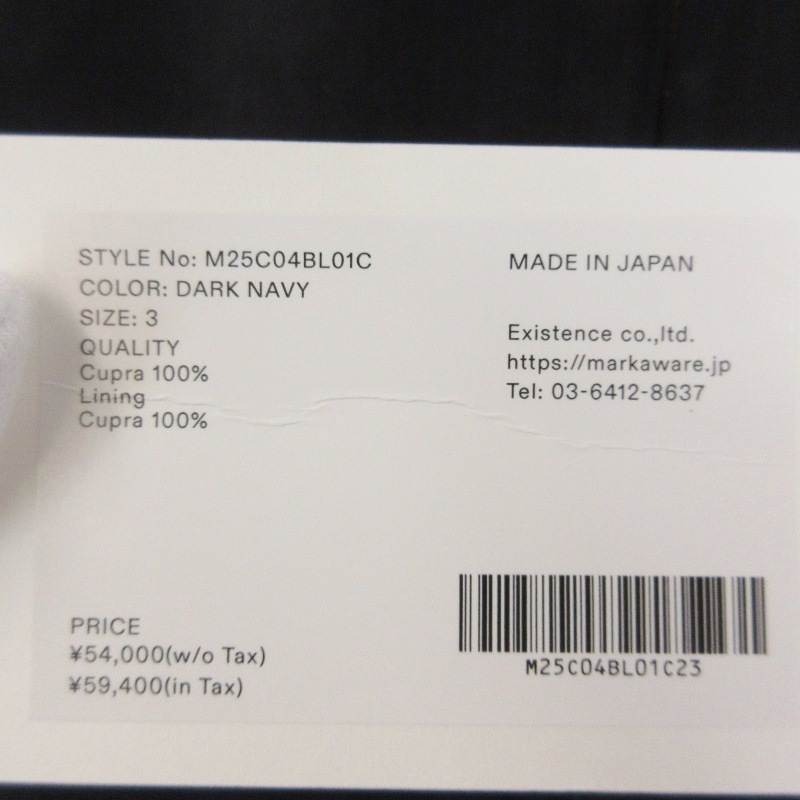 STYLE No: M25C04BL01C
COLOR: DARK NAVY
SIZE: 3
QUALITY
Cupra 100%
Lining
Cupra 100%
MADE IN JAPAN
Existence co.,ltd.
https://markaware.jp
Tel: 03-6412-8637
PRICE
¥54,000(w/o Tax)
¥59,400(in Tax)
M25C04BL01C23